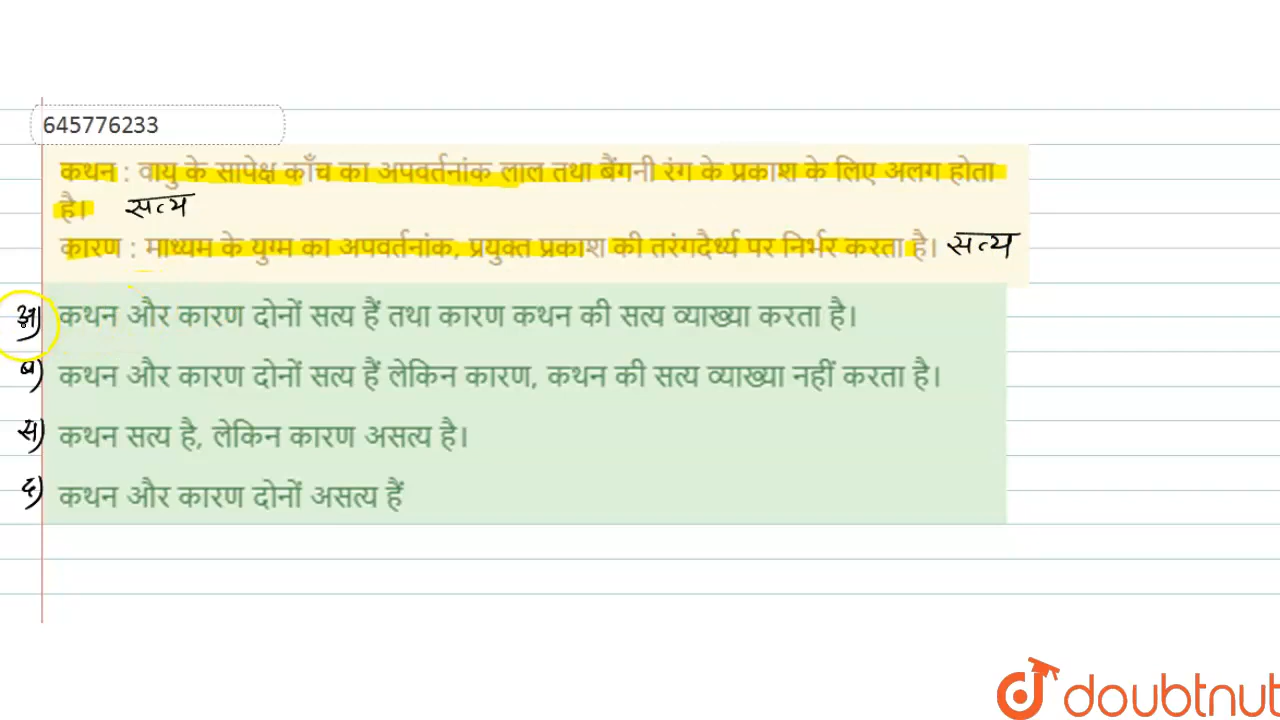 645776233
कथन : वायु के सापेक्ष काँच का अपवर्तनांक लाल तथा बैंगनी रंग के प्रकाश के लिए अलग होता
है। सत्य
कारण : माध्यम के युग्म का अपवर्तनांक, प्रयुक्त प्रकाश की तरंगदैर्ध्य पर निर्भर करता है। सत्य
अ) कथन और कारण दोनों सत्य हैं तथा कारण कथन की सत्य व्याख्या करता है।
ब) कथन और कारण दोनों सत्य हैं लेकिन कारण, कथन की सत्य व्याख्या नहीं करता है।
स) कथन सत्य है, लेकिन कारण असत्य है।
द) कथन और कारण दोनों असत्य हैं
doubtnut